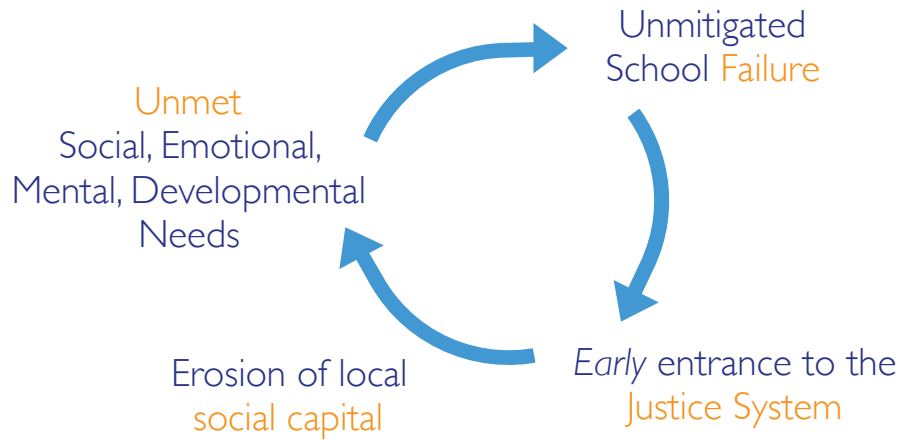 Unmitigated
School Failure
Unmet
Social, Emotional,
Mental, Developmental
Needs
Early entrance to the
Justice System
Erosion of local
social capital